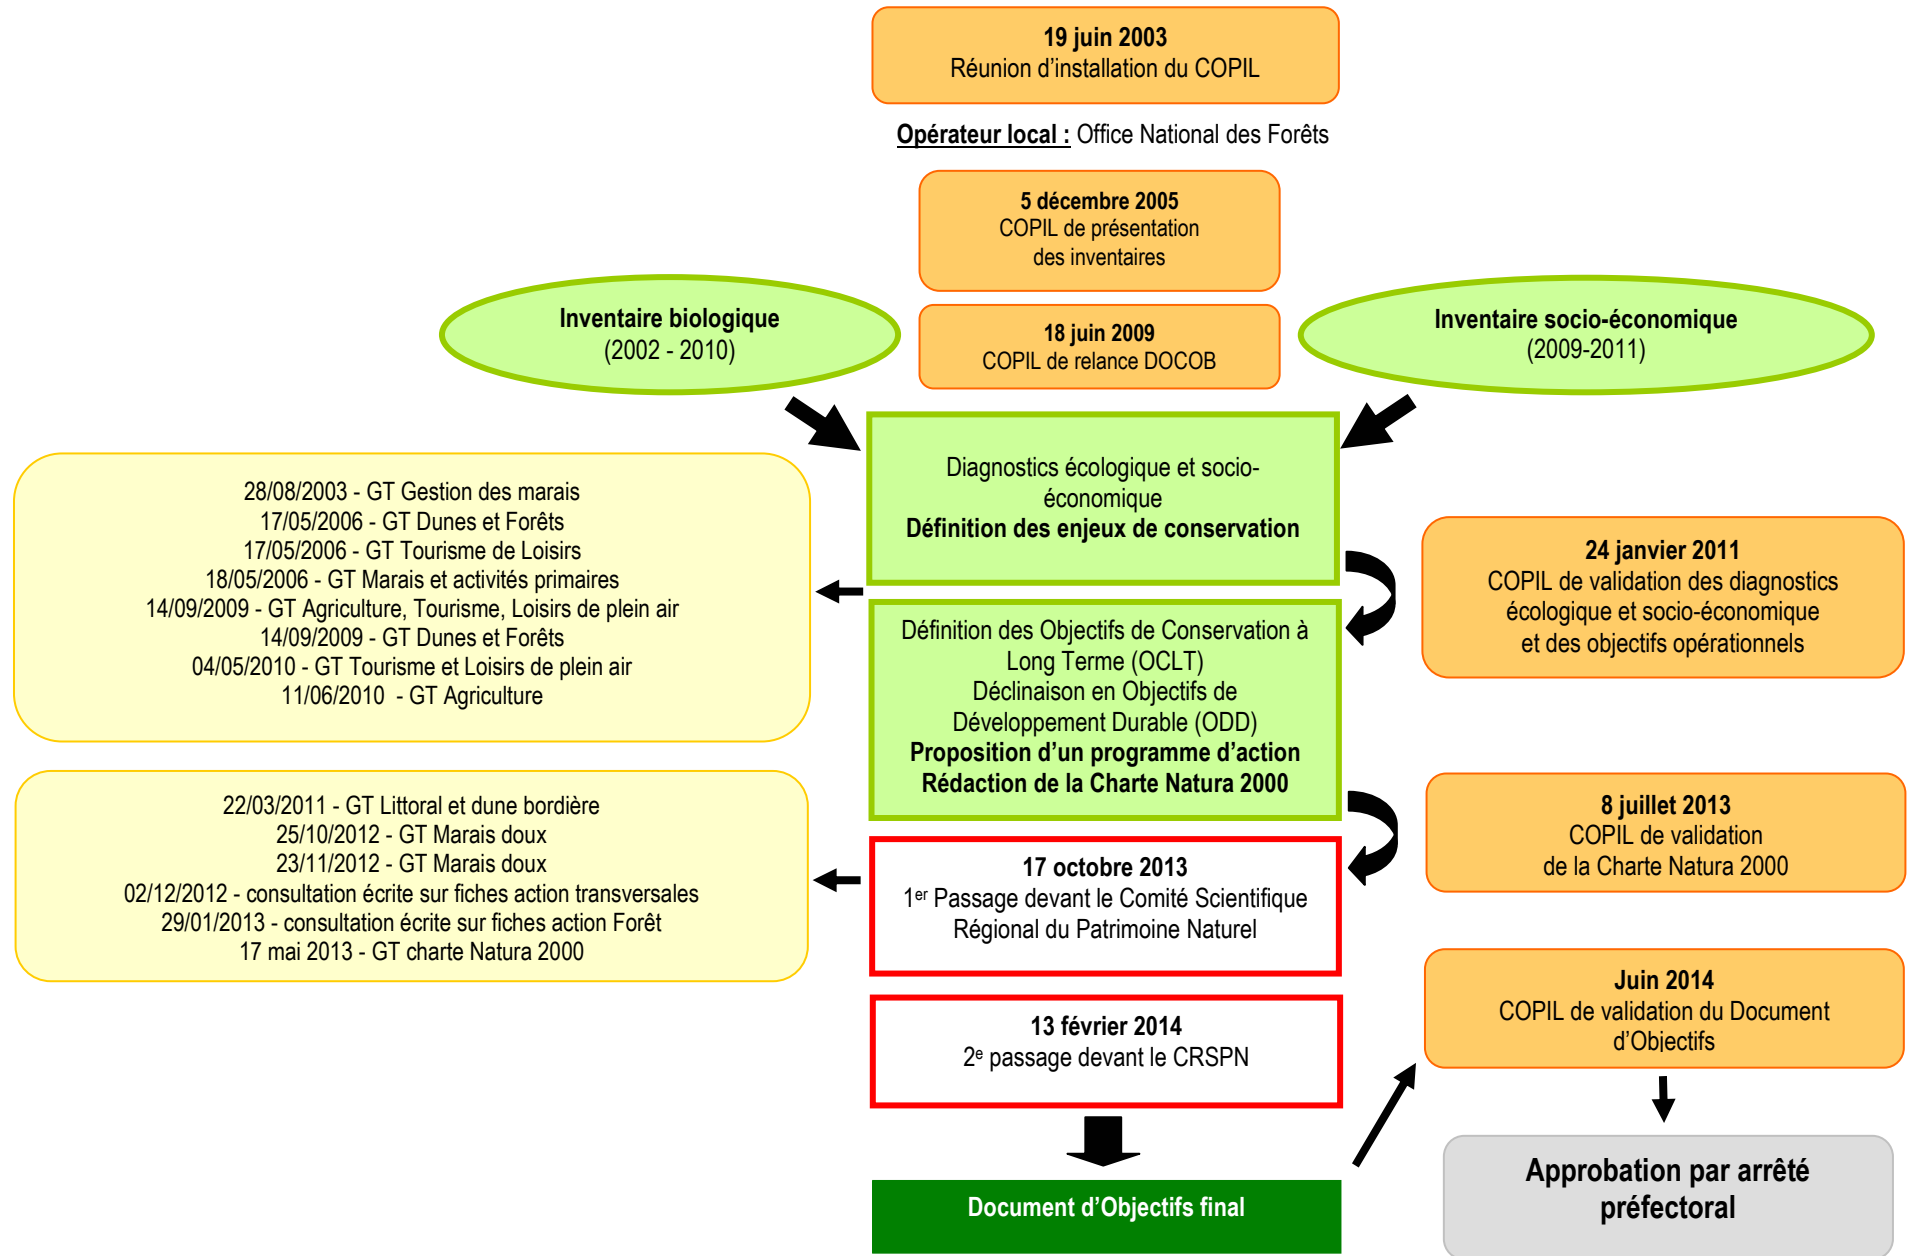 19 juin 2003
Réunion d'installation du COPIL
Opérateur local : Office National des Forêts
5 décembre 2005
COPIL de présentation
des inventaires
Inventaire biologique
(2002 - 2010)
18 juin 2009
COPIL de relance DOCOB
Inventaire socio-économique
(2009-2011)
Diagnostics écologique et socio-
économique
Définition des enjeux de conservation
28/08/2003 - GT Gestion des marais
17/05/2006 - GT Dunes et Forêts
17/05/2006 - GT Tourisme de Loisirs
18/05/2006 - GT Marais et activités primaires
14/09/2009 - GT Agriculture, Tourisme, Loisirs de plein air
14/09/2009 - GT Dunes et Forêts
04/05/2010 - GT Tourisme et Loisirs de plein air
11/06/2010 - GT Agriculture
24 janvier 2011
COPIL de validation des diagnostics
écologique et socio-économique
et des objectifs opérationnels
Définition des Objectifs de Conservation à
Long Terme (OCLT)
Déclinaison en Objectifs de
Développement Durable (ODD)
Proposition d'un programme d'action
Rédaction de la Charte Natura 2000
22/03/2011 - GT Littoral et dune bordière
25/10/2012 - GT Marais doux
23/11/2012 - GT Marais doux
02/12/2012 - consultation écrite sur fiches action transversales
29/01/2013 - consultation écrite sur fiches action Forêt
17 mai 2013 - GT charte Natura 2000
8 juillet 2013
COPIL de validation
de la Charte Natura 2000
17 octobre 2013
1er Passage devant le Comité Scientifique
Régional du Patrimoine Naturel
13 février 2014
2e passage devant le CRSPN
Juin 2014
COPIL de validation du Document
d'Objectifs
Document d'Objectifs final
Approbation par arrêté
préfectoral